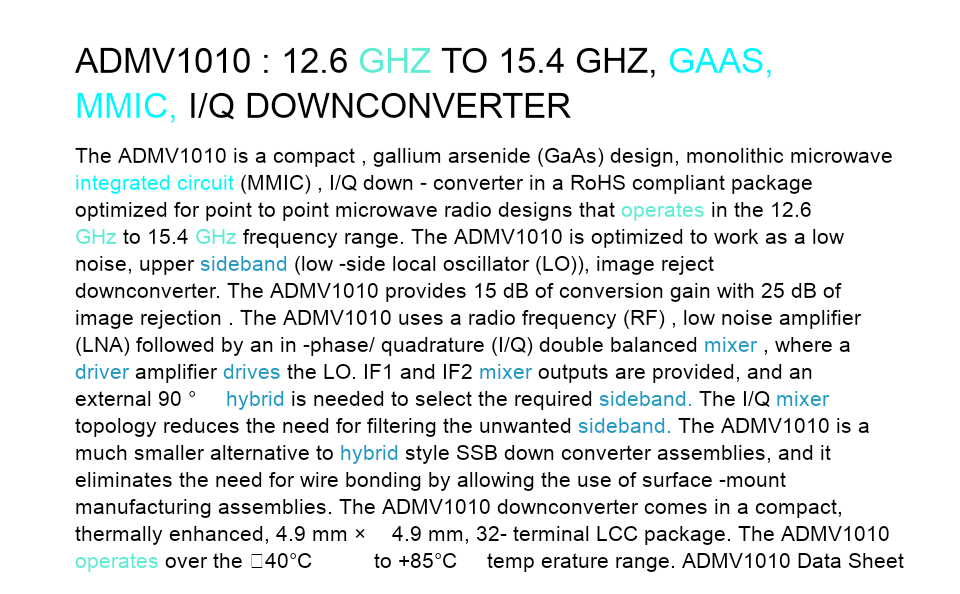 ADMV1010 : 12.6 GHZ TO 15.4 GHZ, GAAS,
MMIC, I/Q DOWNCONVERTER
The ADMV1010 is a compact , gallium arsenide (GaAs) design, monolithic microwave
integrated circuit (MMIC) , I/Q down - converter in a RoHS compliant package
optimized for point to point microwave radio designs that operates in the 12.6
GHz to 15.4 GHz frequency range. The ADMV1010 is optimized to work as a low
noise, upper sideband (low -side local oscillator (LO)), image reject
downconverter. The ADMV1010 provides 15 dB of conversion gain with 25 dB of
image rejection . The ADMV1010 uses a radio frequency (RF) , low noise amplifier
(LNA) followed by an in -phase/ quadrature (I/Q) double balanced mixer , where a
driver amplifier drives the LO. IF1 and IF2 mixer outputs are provided, and an
external 90 ° hybrid is needed to select the required sideband. The I/Q mixer
topology reduces the need for filtering the unwanted sideband. The ADMV1010 is a
much smaller alternative to hybrid style SSB down converter assemblies, and it
eliminates the need for wire bonding by allowing the use of surface -mount
manufacturing assemblies. The ADMV1010 downconverter comes in a compact,
thermally enhanced, 4.9 mm × 4.9 mm, 32- terminal LCC package. The ADMV1010
operates over the □40°C to +85°C temp erature range. ADMV1010 Data Sheet